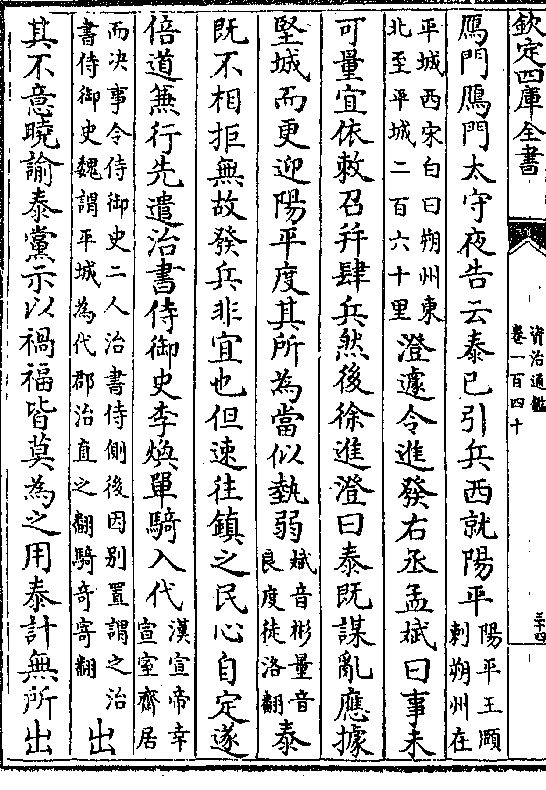 欽定四庫全書
資治通鑑
卷一百四十
三十四
鴈門鴈門太守夜告云泰已引兵西就陽平陽平王頥
刺朔州在
平城西宋白曰朔州東
北至平城二百六十里澄遽令進發右丞孟斌曰事未
可量宜依敕召并肆兵然後徐進澄曰泰既謀亂應據
堅城而更迎陽平度其所為當似埶弱斌音彬量音
良度徒洛翻泰
既不相拒無故發兵非宜也但速往鎮之民心自定遂
倍道兼行先遣治書侍御史李煥單騎入代漢宣帝幸
宣室齋居
而决事令侍御史二人治書侍側後因别置謂之治
書侍御史魏謂平城為代郡治直之翻騎奇寄翻出
其不意曉諭泰黨示以禍福皆莫為之用泰計無所出